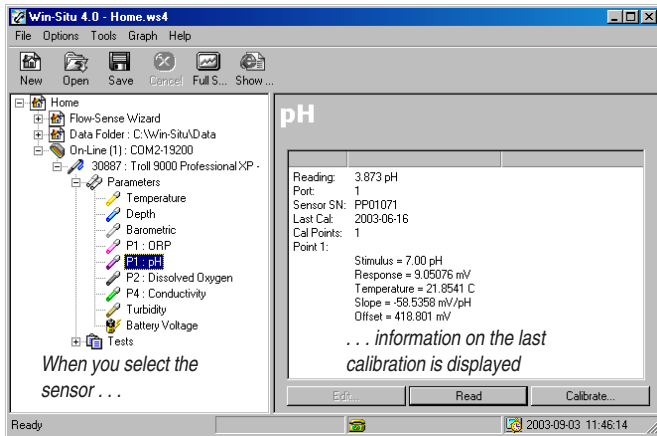 Win-Situ 4.0 - Home.ws4
File Options Tools Graph Help
New Open Save Cancel Full S... Show ...
Home
Flow-Sense Wizard
Data Folder : C:\Win-Situ\Data
On-Line (1) : COM2-19200
30887 : Troll 9000 Professional XP -
Parameters
Temperature
Depth
Barometric
P1 : ORP
P1 : pH
P2 : Dissolved Oxygen
P4 : Conductivity
Turbidity
Battery Voltage
Tests
When you select the
sensor . . .
pH
Reading: 3.873 pH
Port: 1
Sensor SN: PP01071
Last Cal: 2003-06-16
Cal Points: 1
Point 1:
Stimulus = 7.00 pH
Response = 9.05076 mV
Temperature = 21.8541 C
Slope = -58.5358 mV/pH
Offset = 418.801 mV
. . . information on the last
calibration is displayed
Edit... Read Calibrate...
Ready 2003-09-03 11:46:14